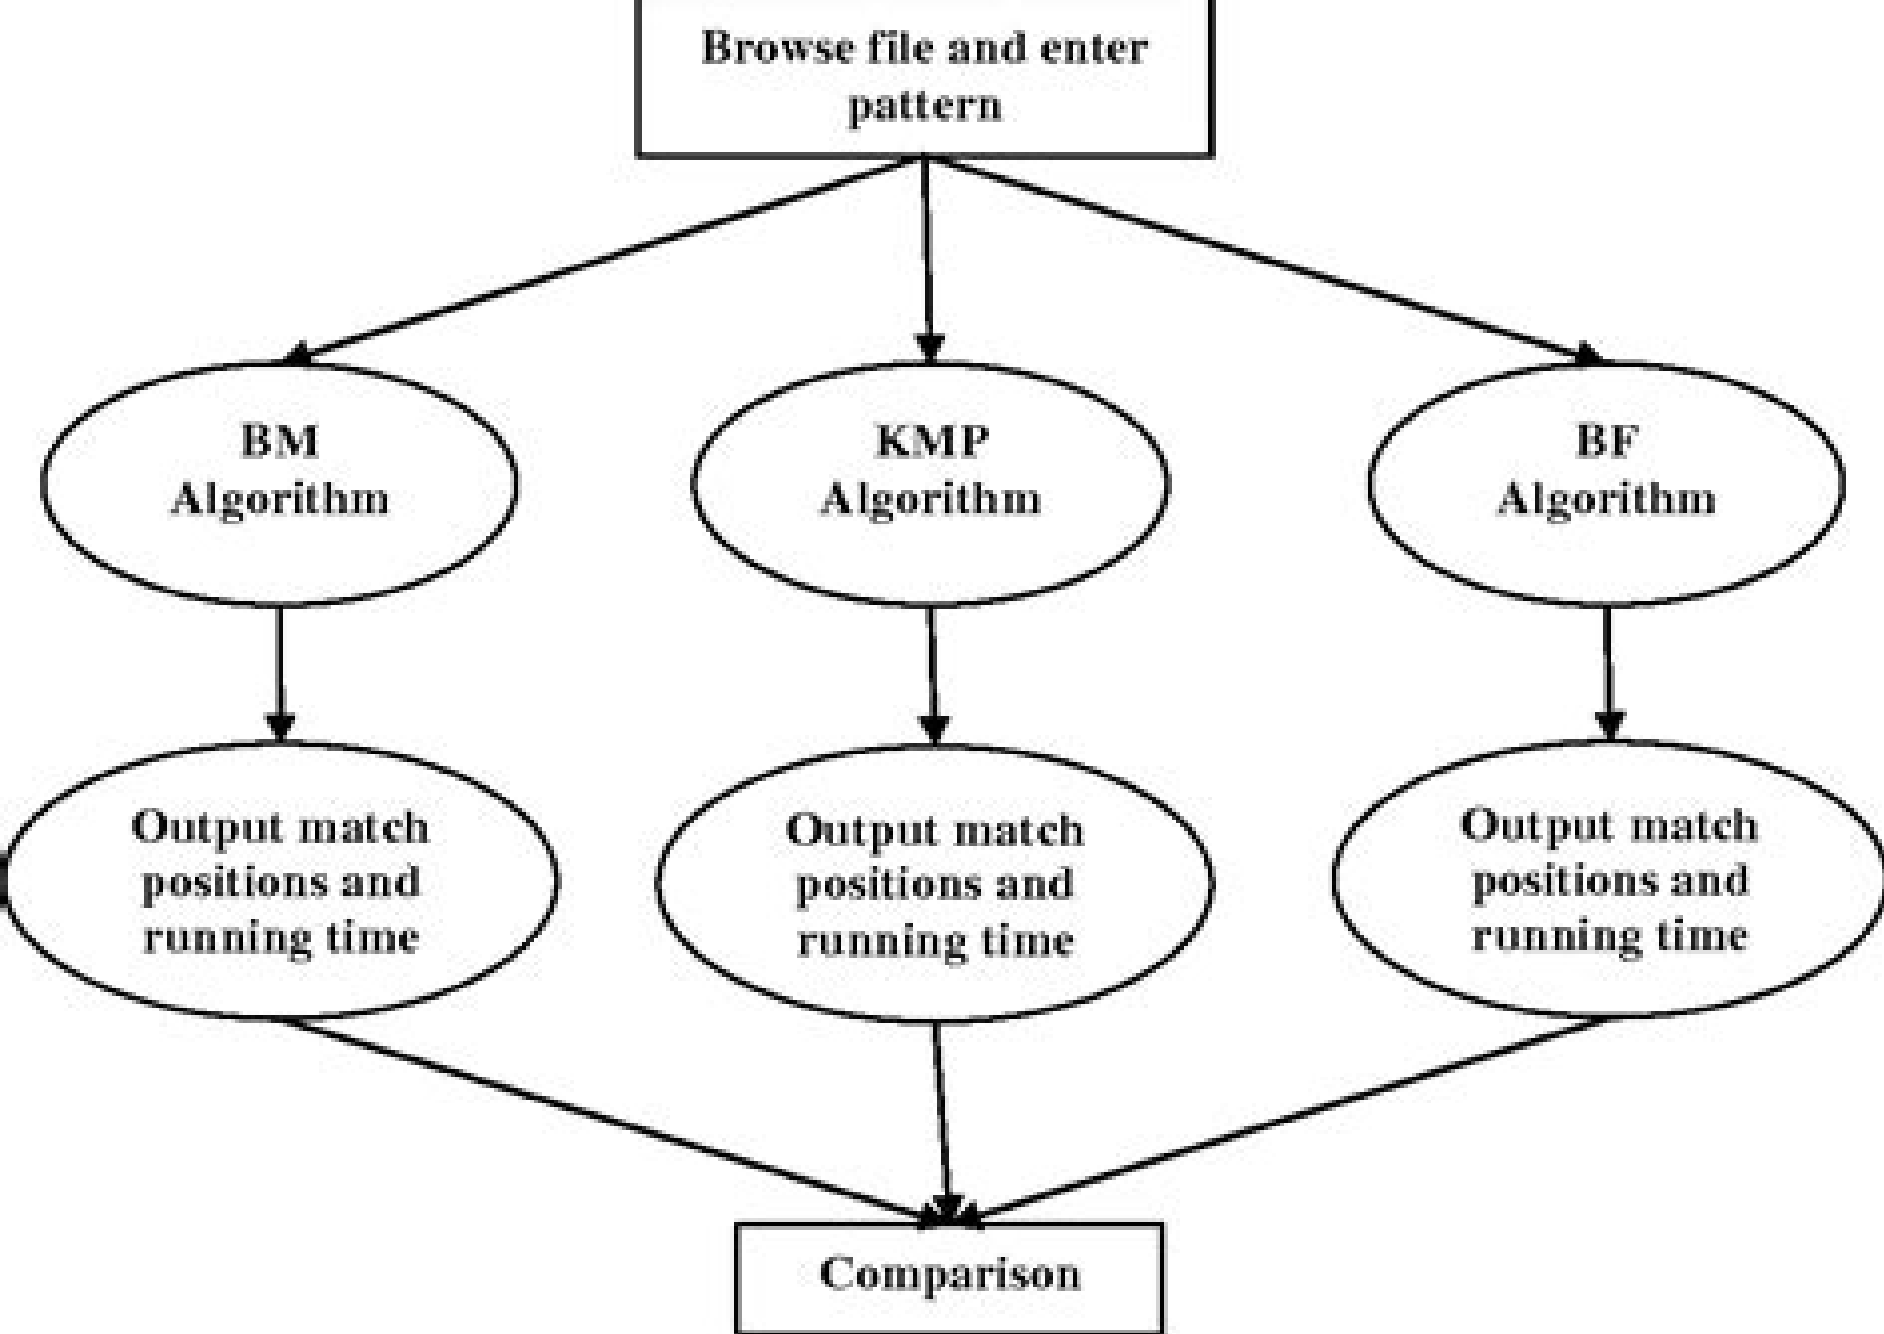 Browse file and enter
pattern
BM
Algorithm
KMP
Algorithm
BF
Algorithm
Output match
positions and
running time
Output match
positions and
running time
Output match
positions and
running time
Comparison